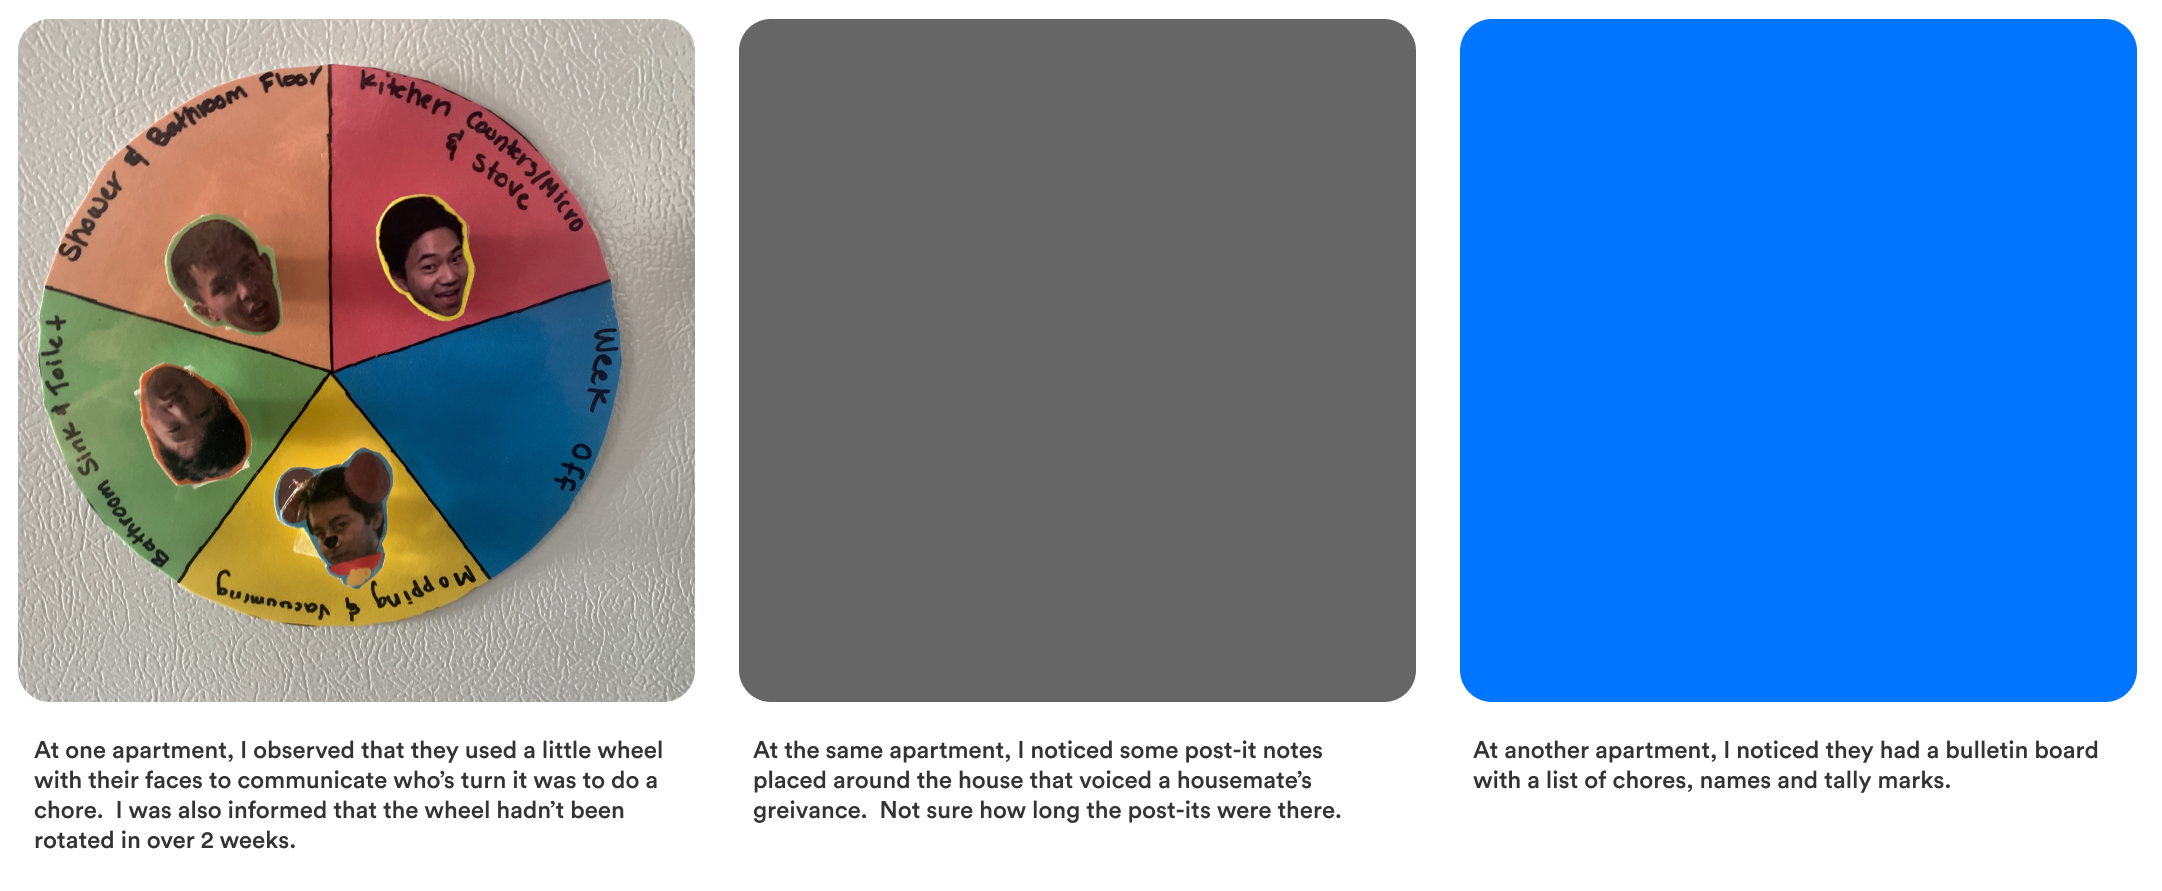 Shower & Bathroom Floor
Kitchen Counters/Micro
& Stove
Week Off
Mopping & Vacuuming
Bathroom Sink & Toilet
At one apartment, I observed that they used a little wheel
with their faces to communicate who’s turn it was to do a
chore.  I was also informed that the wheel hadn’t been
rotated in over 2 weeks.
At the same apartment, I noticed some post-it notes
placed around the house that voiced a housemate’s
greivance.  Not sure how long the post-its were there.
At another apartment, I noticed they had a bulletin board
with a list of chores, names and tally marks.